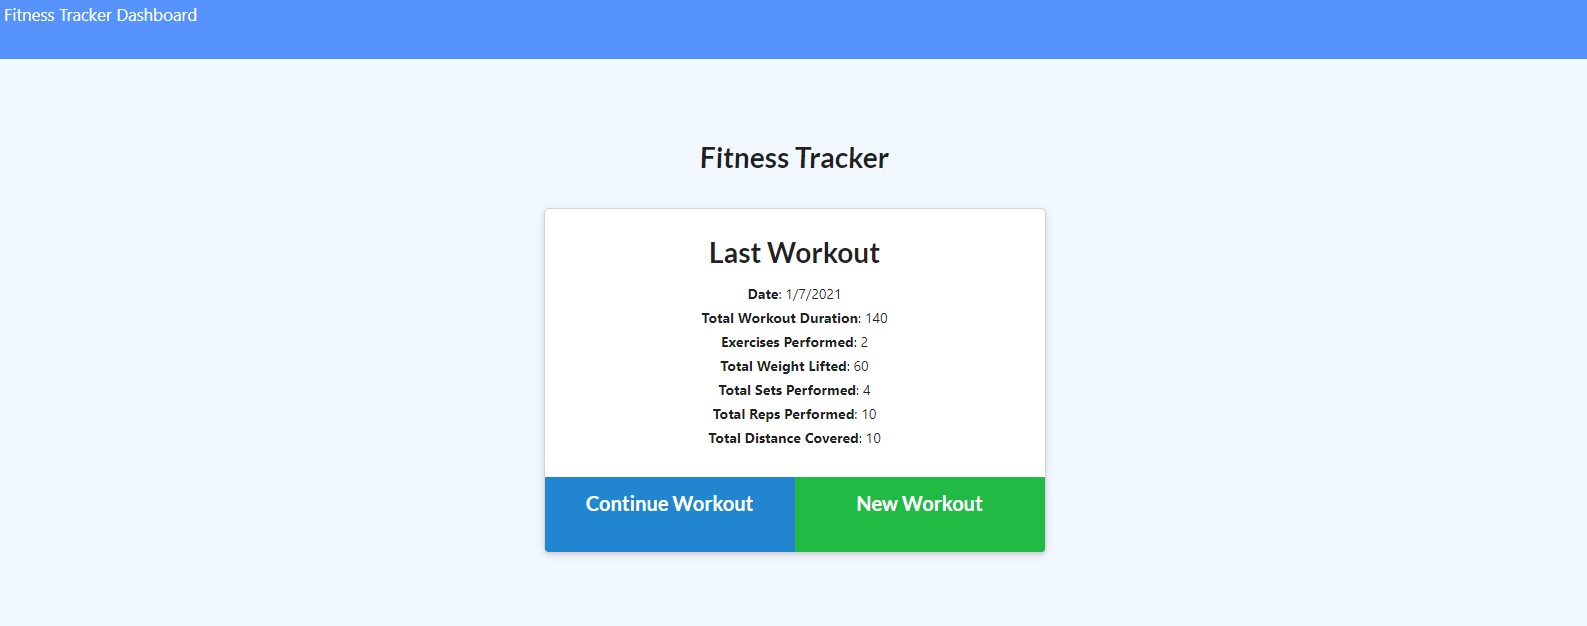 Fitness Tracker Dashboard
Fitness Tracker
Last Workout
Date: 1/7/2021
Total Workout Duration: 140
Exercises Performed: 2
Total Weight Lifted: 60
Total Sets Performed: 4
Total Reps Performed: 10
Total Distance Covered: 10
Continue Workout New Workout